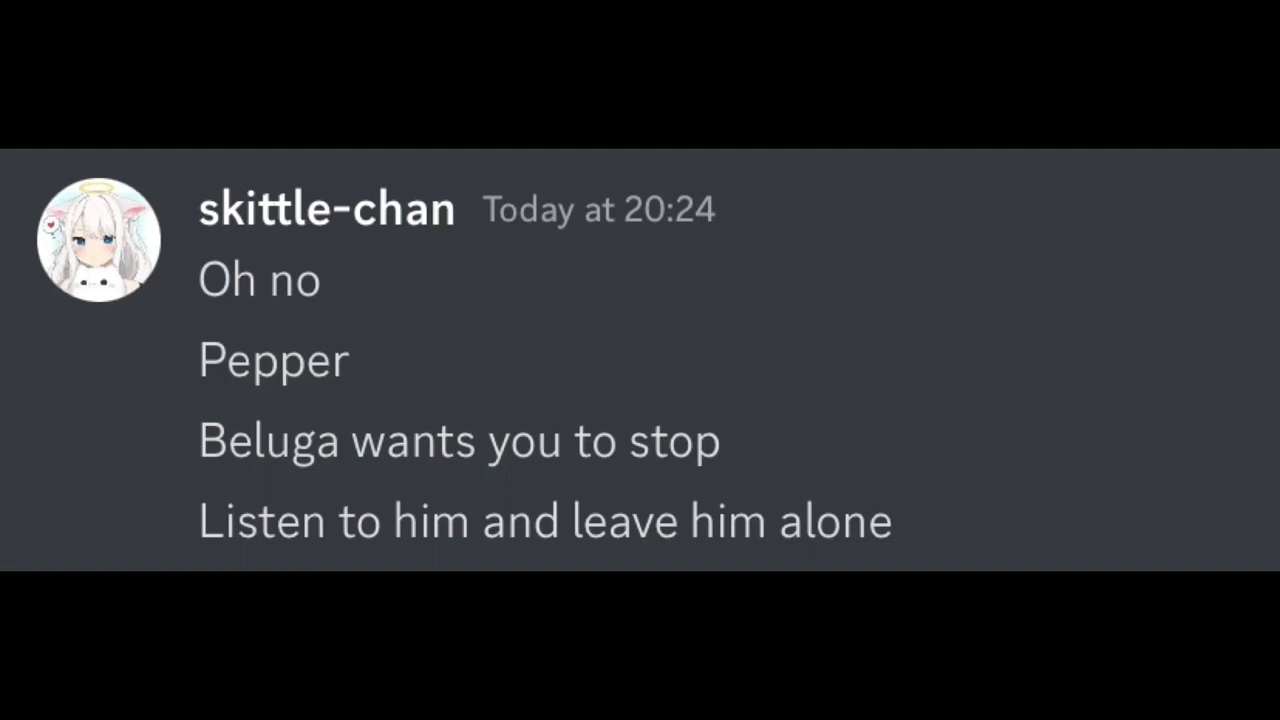 skittle-chan Today at 20:24
Oh no
Pepper
Beluga wants you to stop
Listen to him and leave him alone